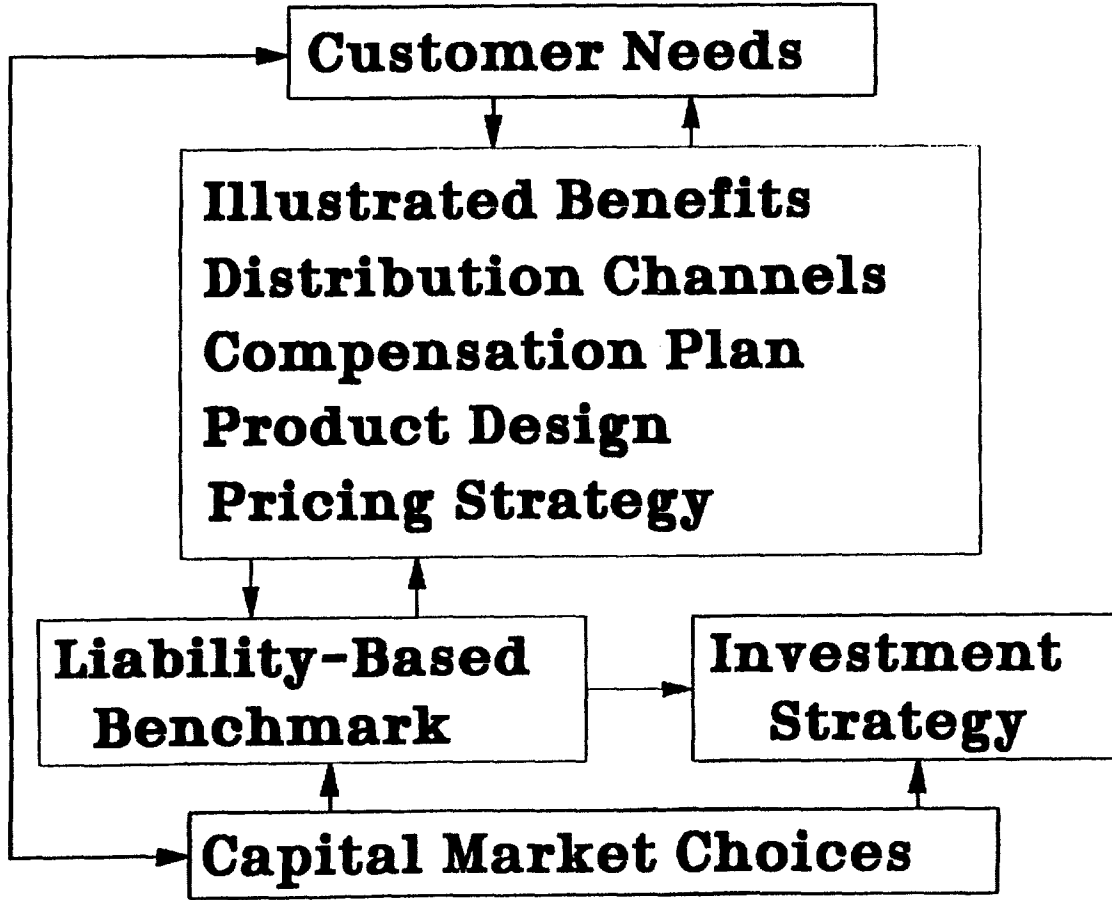 Customer Needs
Illustrated Benefits
Distribution Channels
Compensation Plan
Product Design
Pricing Strategy
Liability-Based
Benchmark
Investment
Strategy
Capital Market Choices